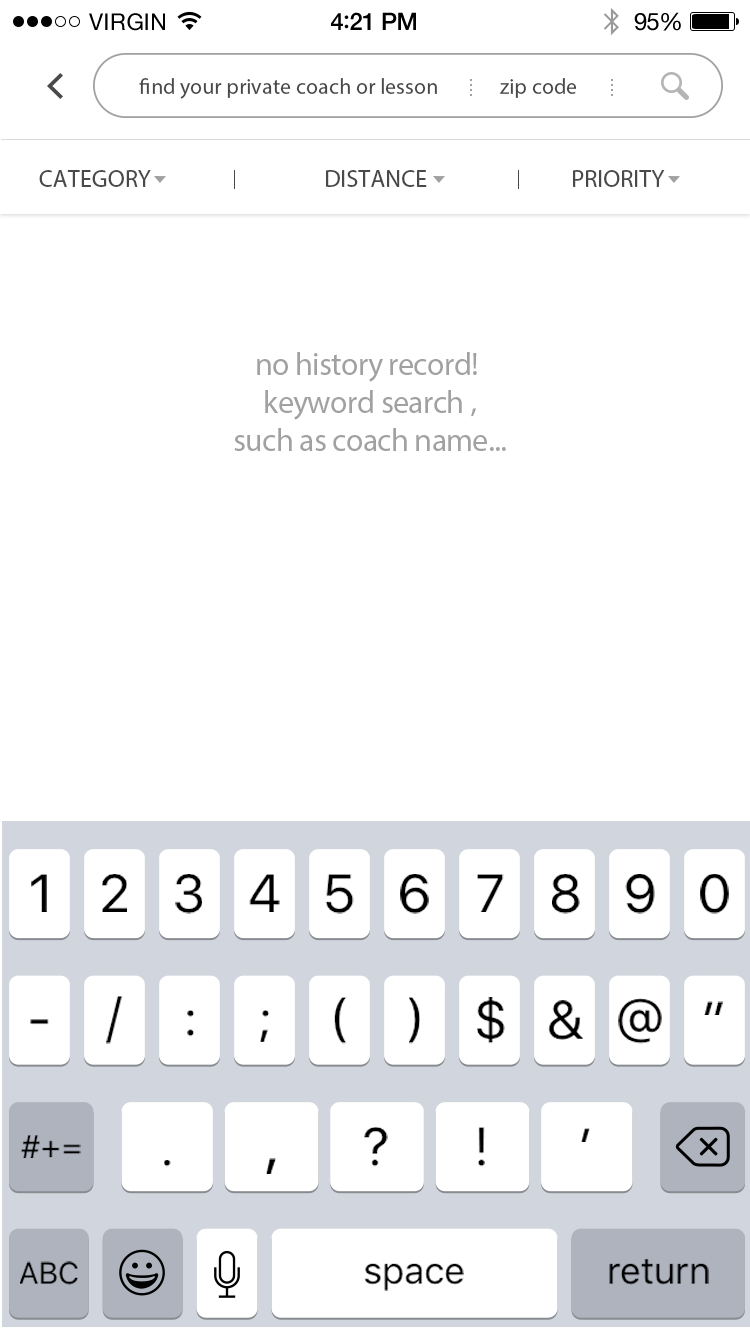 VIRGIN 4:21 PM 95%
find your private coach or lesson zip code
CATEGORY | DISTANCE | PRIORITY
no history record!
keyword search ,
such as coach name...
1 2 3 4 5 6 7 8 9 0
- / : ; ( ) $ & @ "
#+= . , ? ! '
ABC space return